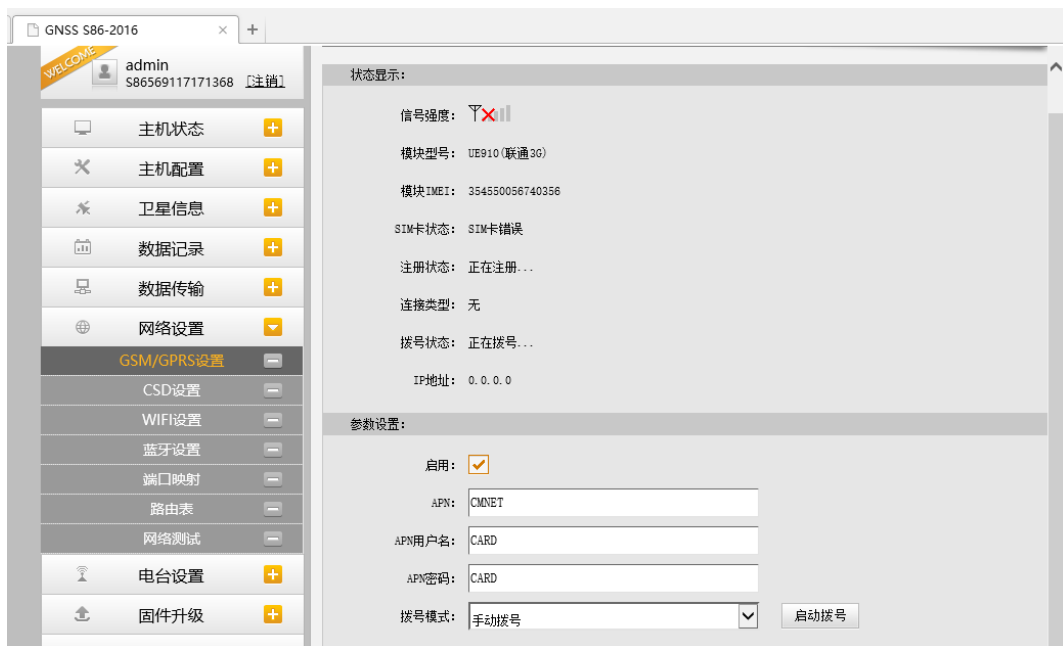 GNSS S86-2016
WELCOME
admin
S86569117171368 [注销]
主机状态
主机配置
卫星信息
数据记录
数据传输
网络设置
GSM/GPRS设置
CSD设置
WIFI设置
蓝牙设置
端口映射
路由表
网络测试
电台设置
固件升级
状态显示：
信号强度：
模块型号： UE910(联通3G)
模块IMEI： 354550056740356
SIM卡状态： SIM卡错误
注册状态： 正在注册...
连接类型： 无
拨号状态： 正在拨号...
IP地址： 0.0.0.0
参数设置：
启用：
APN： CMNET
APN用户名： CARD
APN密码： CARD
拨号模式： 手动拨号 启动拨号